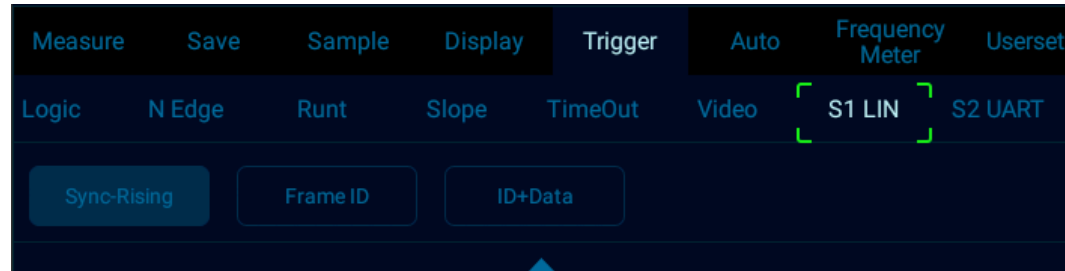 Measure Save Sample Display Trigger Auto Frequency Meter Userset
Logic N Edge Runt Slope TimeOut Video S1 LIN S2 UART
Sync-Rising Frame ID ID+Data